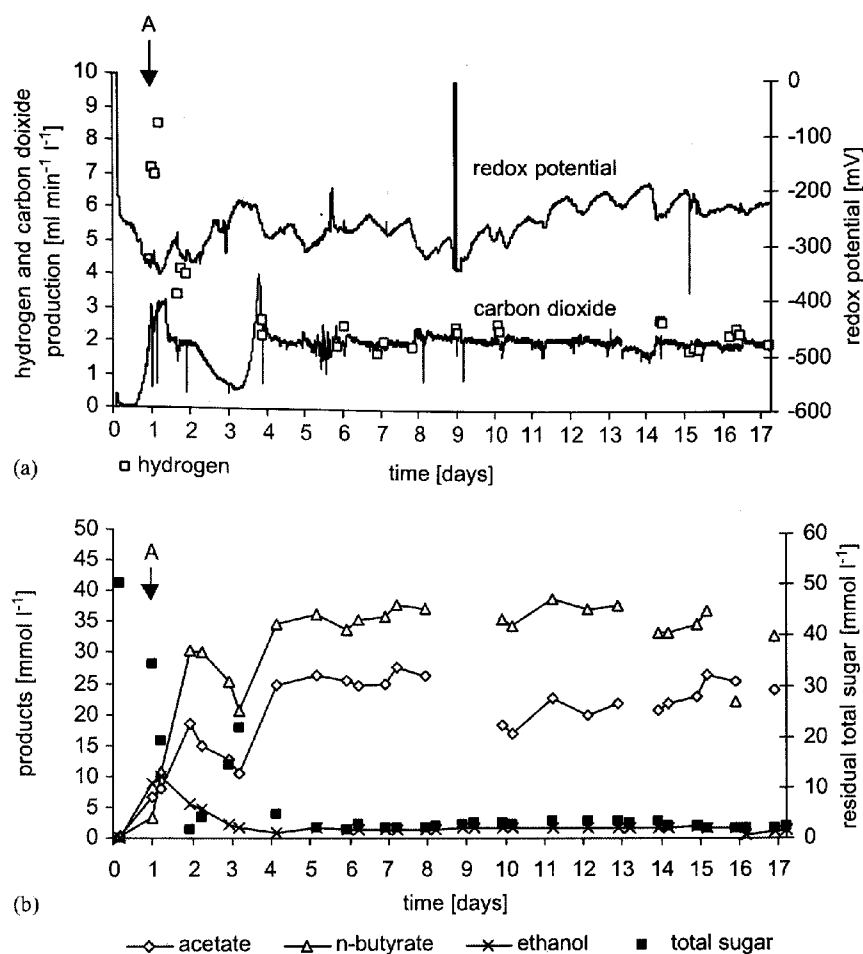 A
hydrogen and carbon doixide
production [ml min⁻¹ l⁻¹]
10
9
8
7
6
5
4
3
2
1
0
redox potential
carbon dioxide
0
-100
-200
-300
-400
-500
-600
redox potential [mV]
0 1 2 3 4 5 6 7 8 9 10 11 12 13 14 15 16 17
(a)
hydrogen
time [days]
A
products [mmol l⁻¹]
50
45
40
35
30
25
20
15
10
5
0
60
50
40
30
20
10
0
residual total sugar [mmol l⁻¹]
0 1 2 3 4 5 6 7 8 9 10 11 12 13 14 15 16 17
(b)
time [days]
acetate n-butyrate ethanol total sugar